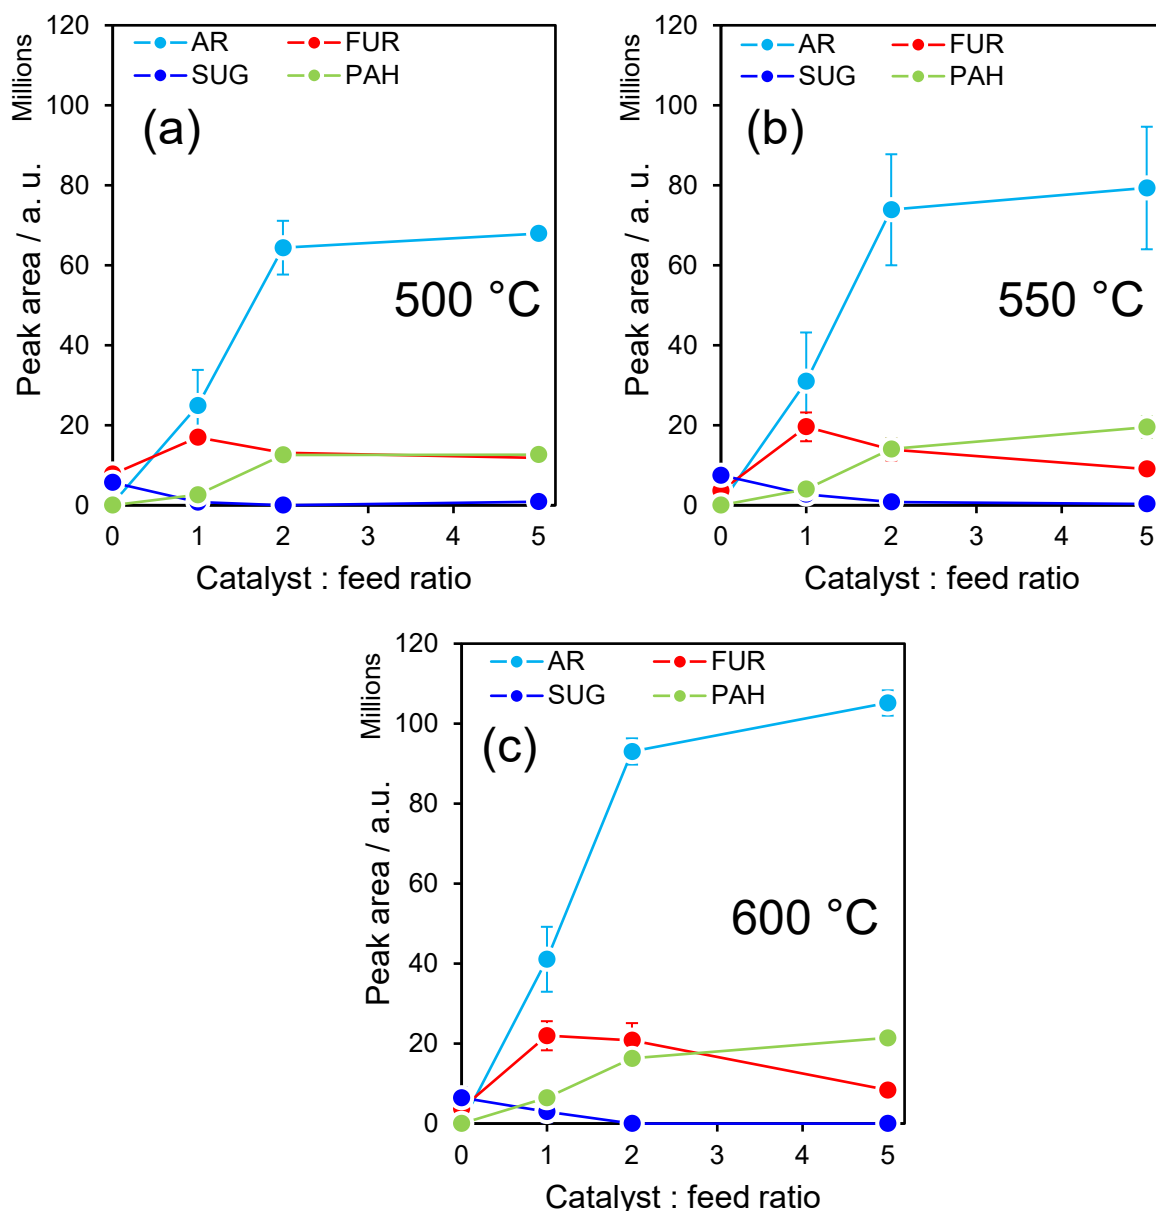 120
100
80
60
40
20
0
Millions
Peak area / a. u.
AR FUR
SUG PAH
(a)
500 °C
0 1 2 3 4 5
Catalyst : feed ratio
120
100
80
60
40
20
0
Millions
Peak area / a. u.
AR FUR
SUG PAH
(b)
550 °C
0 1 2 3 4 5
Catalyst : feed ratio
120
100
80
60
40
20
0
Millions
Peak area / a.u.
AR FUR
SUG PAH
(c)
600 °C
0 1 2 3 4 5
Catalyst : feed ratio